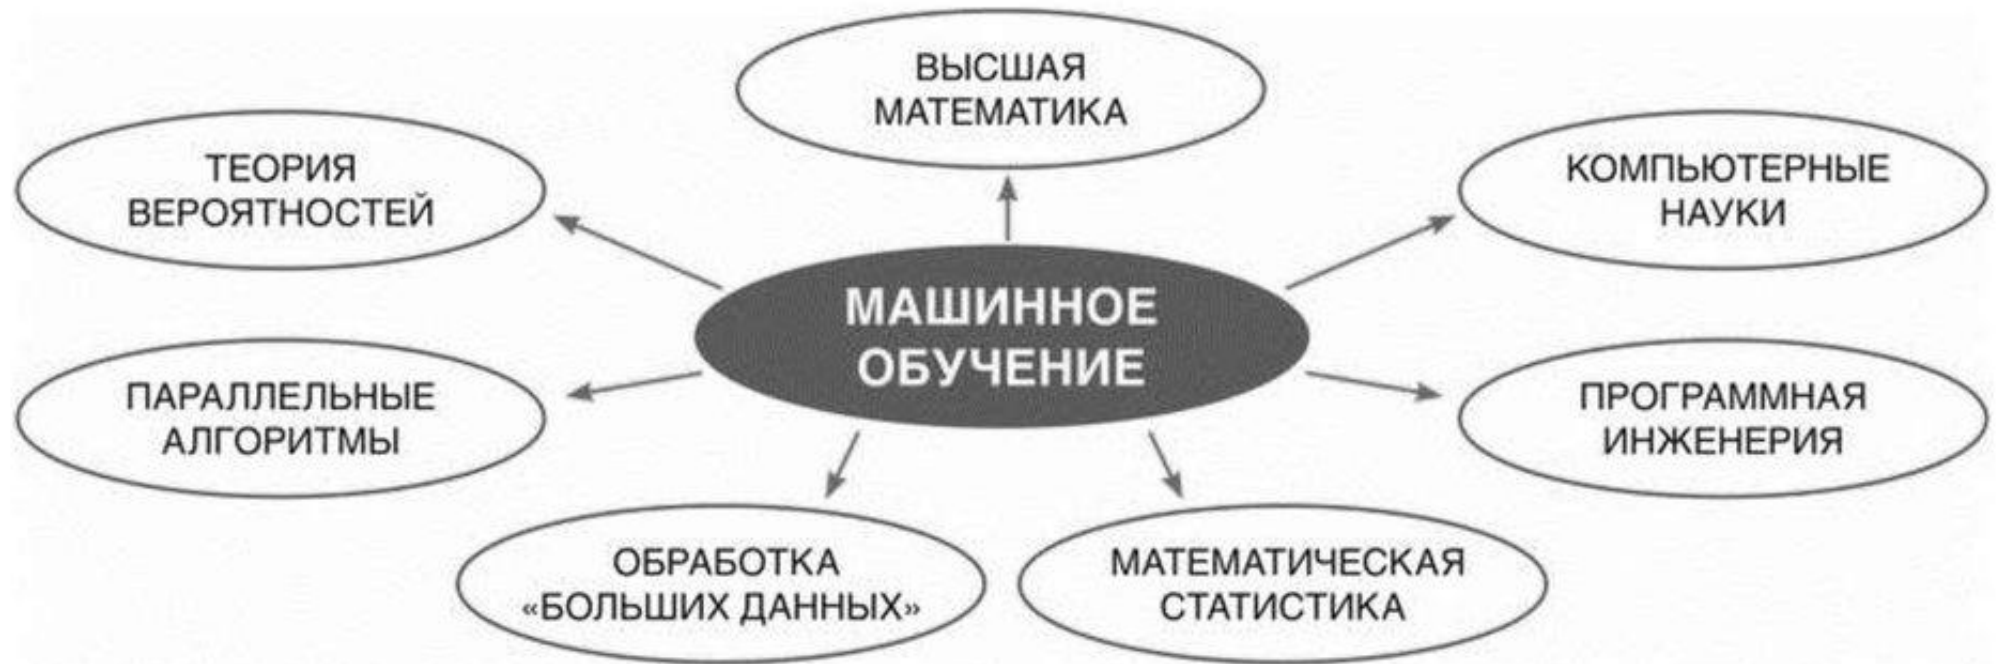 ВЫСШАЯ
МАТЕМАТИКА
ТЕОРИЯ
ВЕРОЯТНОСТЕЙ
КОМПЬЮТЕРНЫЕ
НАУКИ
МАШИННОЕ
ОБУЧЕНИЕ
ПАРАЛЛЕЛЬНЫЕ
АЛГОРИТМЫ
ПРОГРАММНАЯ
ИНЖЕНЕРИЯ
ОБРАБОТКА
«БОЛЬШИХ ДАННЫХ»
МАТЕМАТИЧЕСКАЯ
СТАТИСТИКА